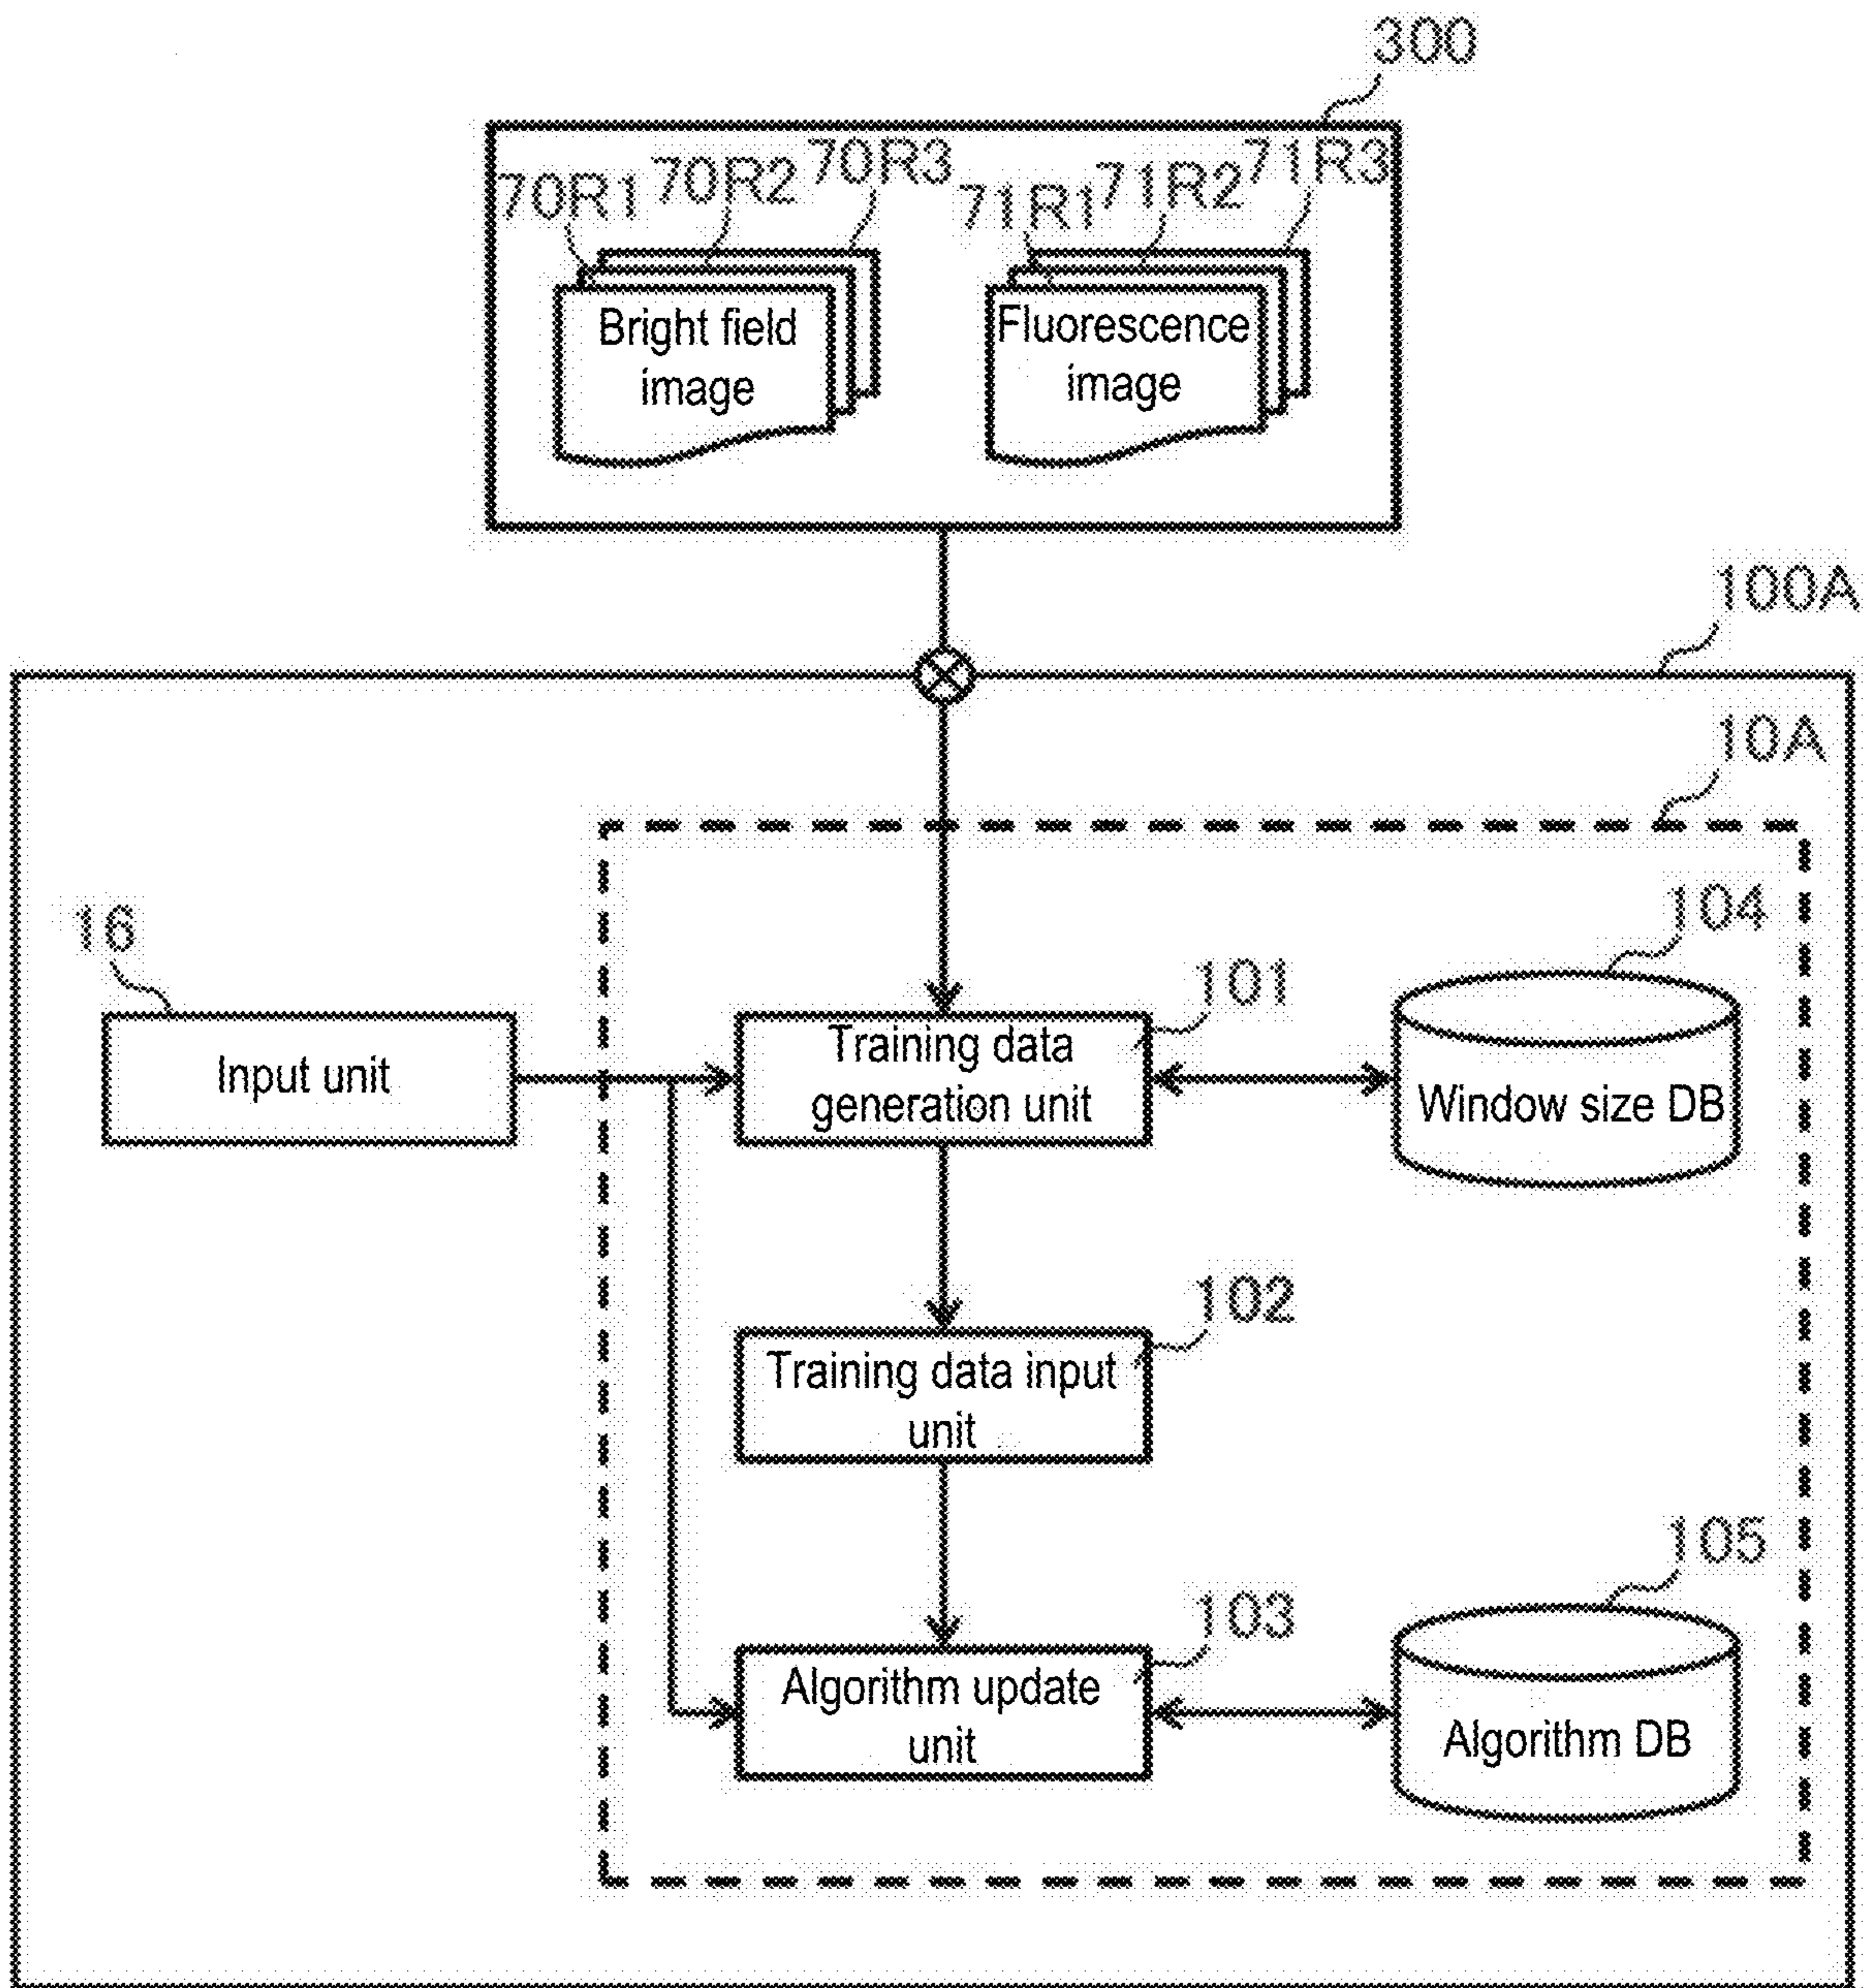 300
70R1 70R2 70R3 71R1 71R2 71R3
Bright field
image
Fluorescence
image
100A
10A
16
104
101
Input unit
Training data
generation unit
Window size DB
102
Training data input
unit
105
103
Algorithm update
unit
Algorithm DB